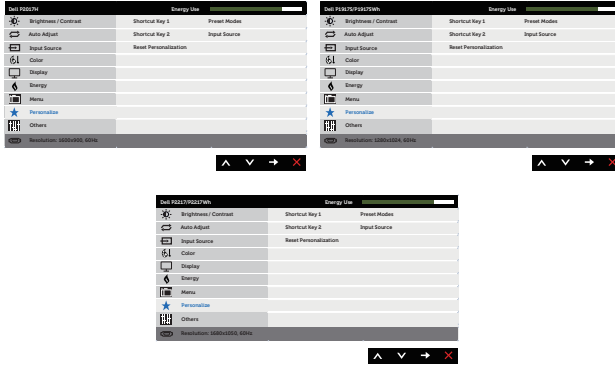 Dell P2017H Energy Use
Brightness / Contrast Shortcut Key 1 Preset Modes
Auto Adjust Shortcut Key 2 Input Source
Input Source Reset Personalization
Color
Display
Energy
Menu
Personalize
Others
Resolution: 1600x900, 60Hz
Dell P1917S/P1917SWh Energy Use
Brightness / Contrast Shortcut Key 1 Preset Modes
Auto Adjust Shortcut Key 2 Input Source
Input Source Reset Personalization
Color
Display
Energy
Menu
Personalize
Others
Resolution: 1280x1024, 60Hz
Dell P2217/P2217Wh Energy Use
Brightness / Contrast Shortcut Key 1 Preset Modes
Auto Adjust Shortcut Key 2 Input Source
Input Source Reset Personalization
Color
Display
Energy
Menu
Personalize
Others
Resolution: 1680x1050, 60Hz